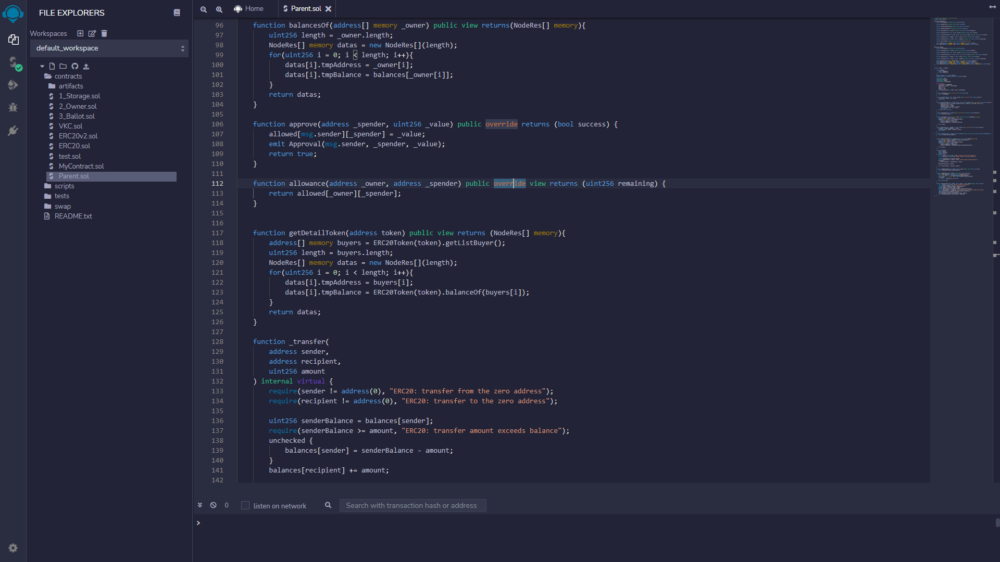 FILE EXPLORERS
Workspaces
default_workspace
contracts
artifacts
1_Storage.sol
2_Owner.sol
3_Ballot.sol
VKC.sol
ERC20v2.sol
ERC20.sol
test.sol
MyContract.sol
Parent.sol
scripts
tests
swap
README.txt
Home
Parent.sol
96 function balancesOf(address[] memory _owner) public view returns(NodeRes[] memory){
97 uint256 length = _owner.length;
98 NodeRes[] memory datas = new NodeRes[](length);
99 for(uint256 i = 0; i < length; i++){
100 datas[i].tmpAddress = _owner[i];
101 datas[i].tmpBalance = balances[_owner[i]];
102 }
103 return datas;
104 }
105
106 function approve(address _spender, uint256 _value) public override returns (bool success) {
107 allowed[msg.sender][_spender] = _value;
108 emit Approval(msg.sender, _spender, _value);
109 return true;
110 }
111
112 function allowance(address _owner, address _spender) public override view returns (uint256 remaining) {
113 return allowed[_owner][_spender];
114 }
115
116
117 function getDetailToken(address token) public view returns (NodeRes[] memory){
118 address[] memory buyers = ERC20Token(token).getListBuyer();
119 uint256 length = buyers.length;
120 NodeRes[] memory datas = new NodeRes[](length);
121 for(uint256 i = 0; i < length; i++){
122 datas[i].tmpAddress = buyers[i];
123 datas[i].tmpBalance = ERC20Token(token).balanceOf(buyers[i]);
124 }
125 return datas;
126 }
127
128 function _transfer(
129 address sender,
130 address recipient,
131 uint256 amount
132 ) internal virtual {
133 require(sender != address(0), "ERC20: transfer from the zero address");
134 require(recipient != address(0), "ERC20: transfer to the zero address");
135
136 uint256 senderBalance = balances[sender];
137 require(senderBalance >= amount, "ERC20: transfer amount exceeds balance");
138 unchecked {
139 balances[sender] = senderBalance - amount;
140 }
141 balances[recipient] += amount;
142
0 listen on network Search with transaction hash or address
>